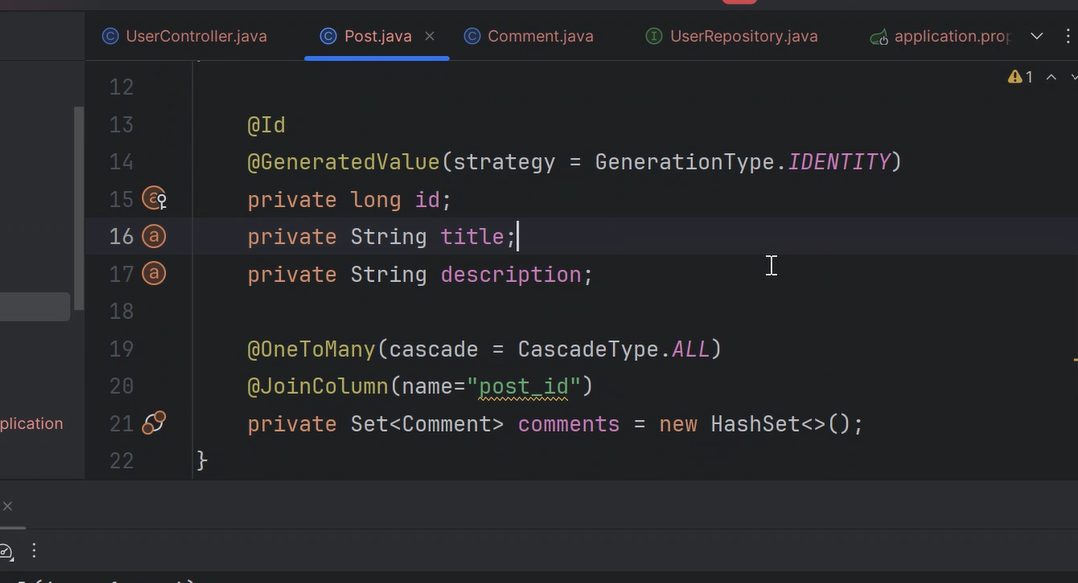 UserController.java Post.java Comment.java UserRepository.java application.prop
1
12
13 @Id
14 @GeneratedValue(strategy = GenerationType.IDENTITY)
15 private long id;
16 private String title;
17 private String description;
18
19 @OneToMany(cascade = CascadeType.ALL)
20 @JoinColumn(name="post_id")
plication
21 private Set<Comment> comments = new HashSet<>();
22 }